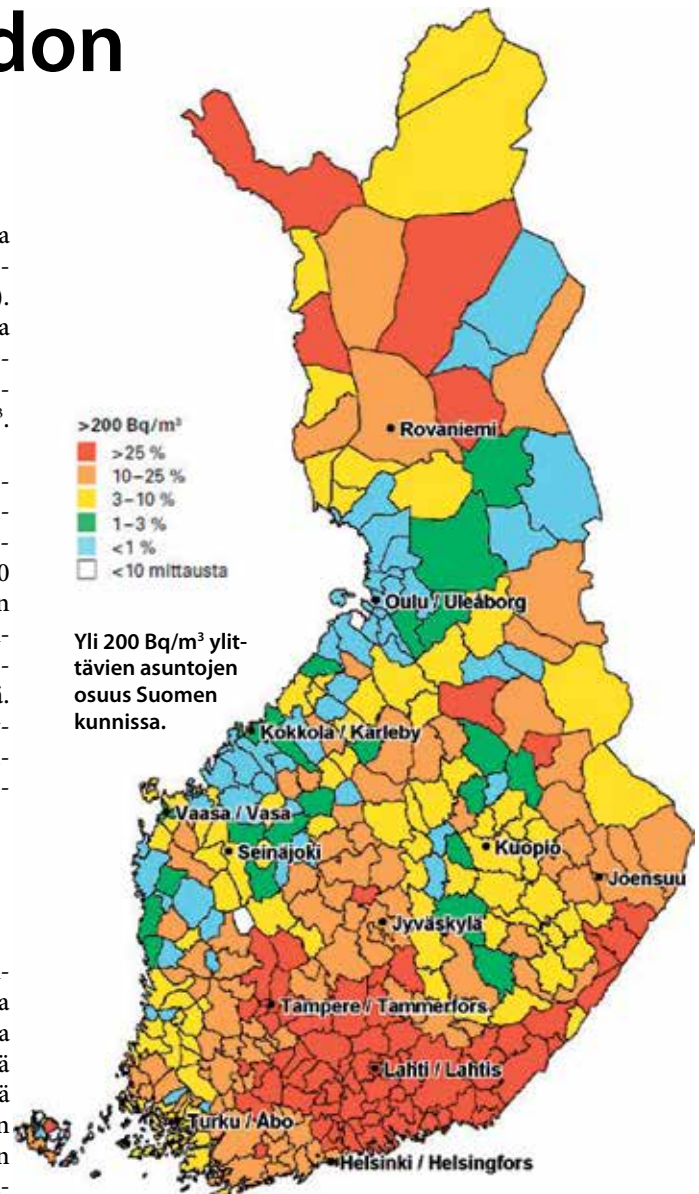 don
a
-
).
a
-
-
³.
-
-
-
0
n
-
-
ä.
-
-
-
-
a
a
ä
ä
n
n
-
>200 Bq/m³
>25 %
10–25 %
3–10 %
1–3 %
<1 %
<10 mittausta
Yli 200 Bq/m³ ylit-
tävien asuntojen
osuus Suomen
kunnissa.
Rovaniemi
Oulu / Uleåborg
Kokkola / Karleby
Vaasa / Vasa
Seinäjoki
Kuopio
Joensuu
Jyväskylä
Tampere / Tammerfors
Lahti / Lahtis
Turku / Åbo
Helsinki / Helsingfors